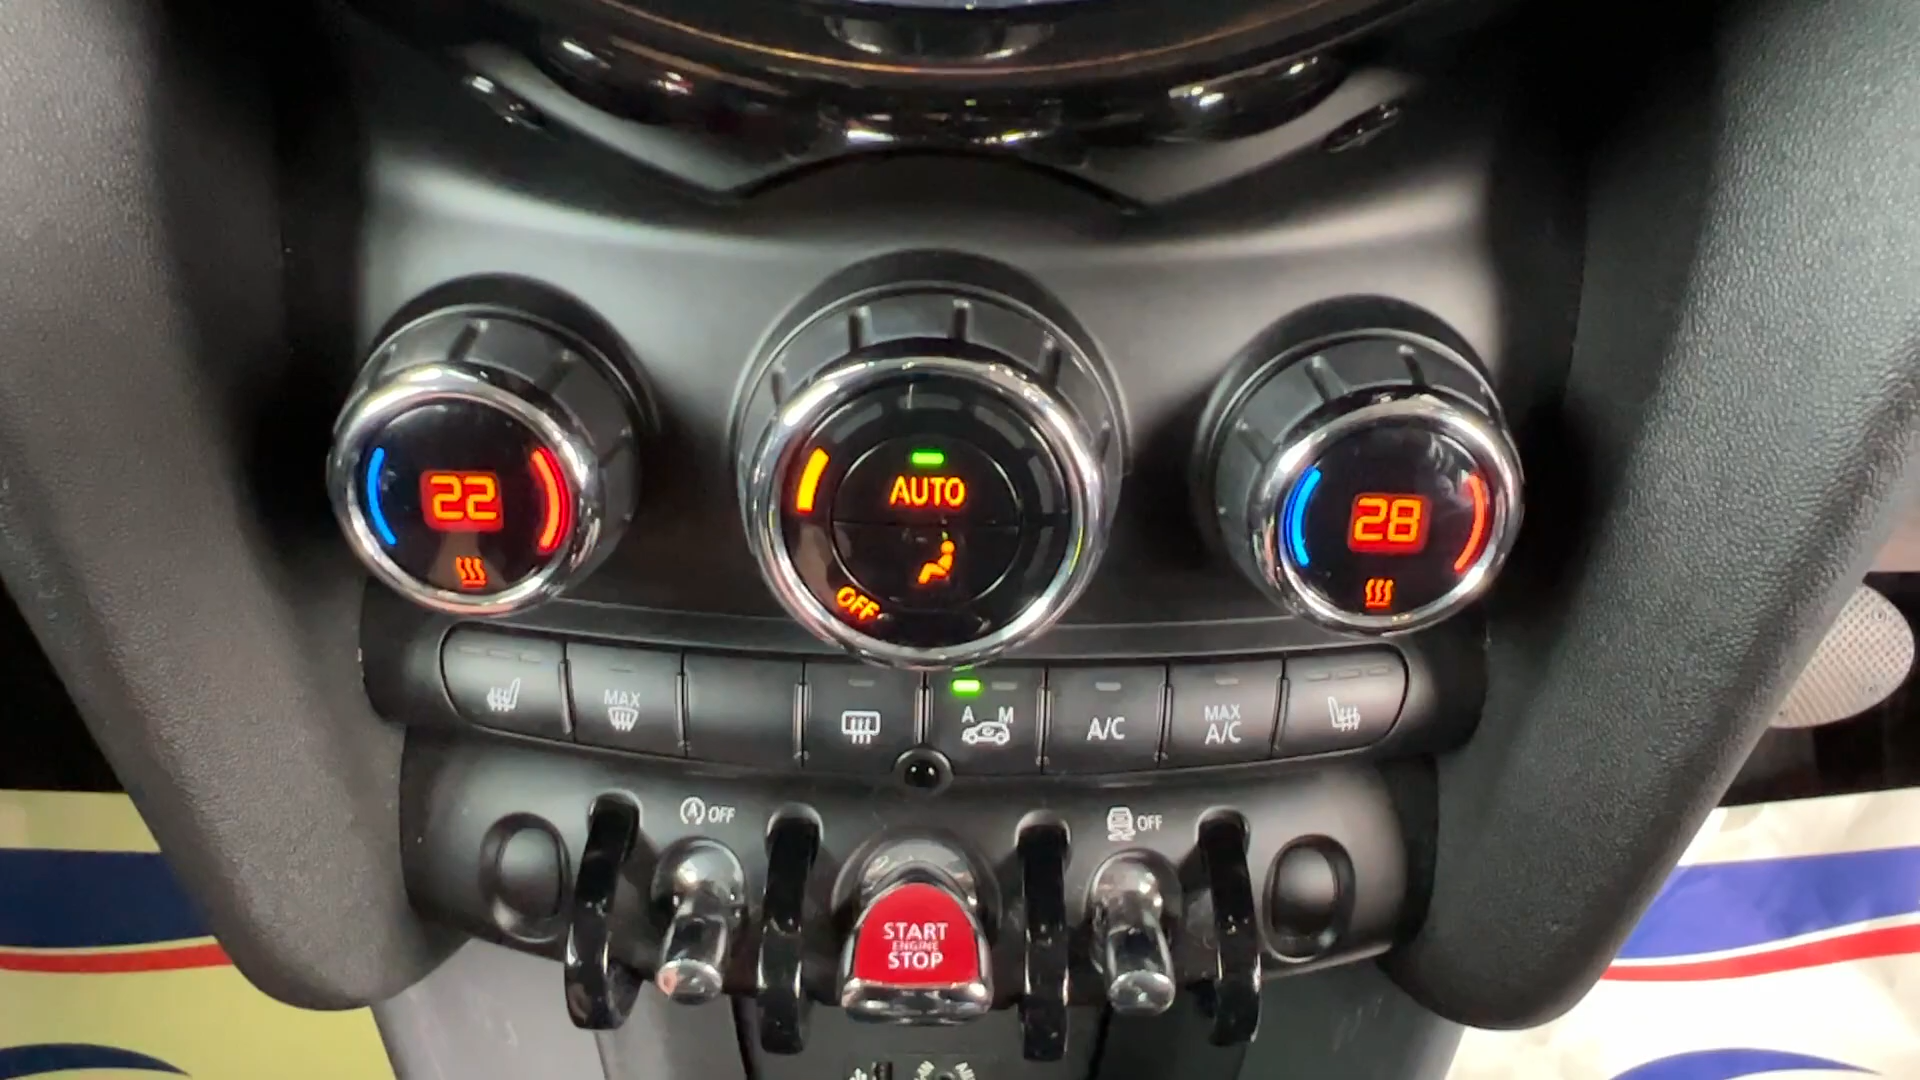 22
AUTO
OFF
28
MAX
A M
A/C
MAX
A/C
A OFF
OFF
START
ENGINE
STOP